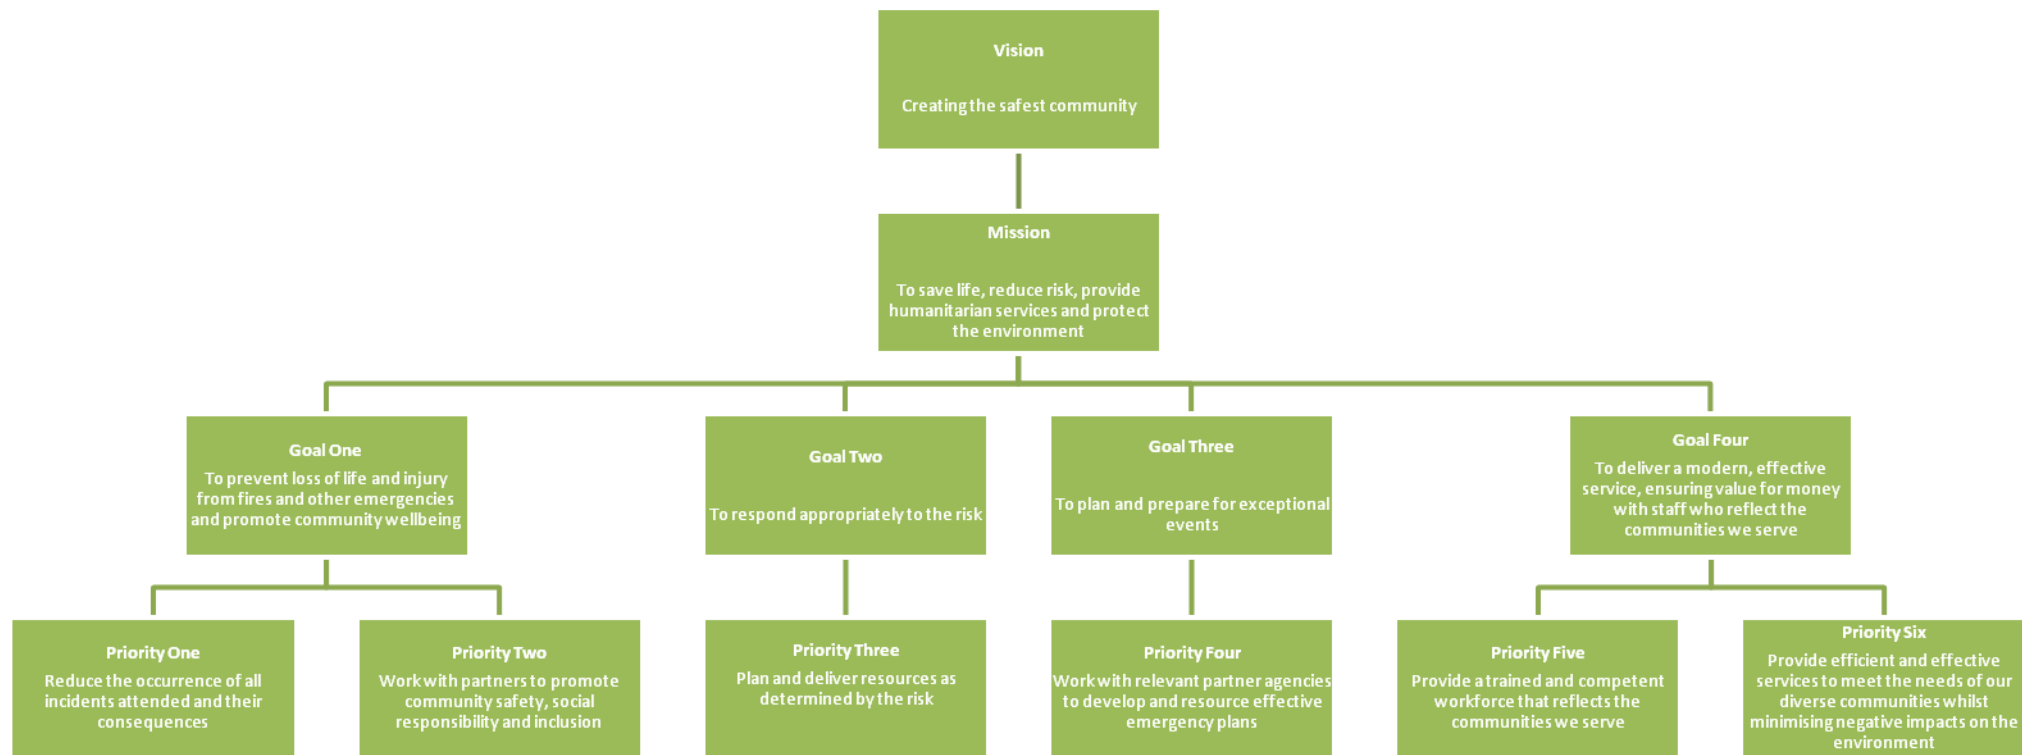 Vision
Creating the safest community
Mission
To save life, reduce risk, provide
humanitarian services and protect
the environment
Goal One
To prevent loss of life and injury
from fires and other emergencies
and promote community wellbeing
Goal Two
To respond appropriately to the risk
Goal Three
To plan and prepare for exceptional
events
Goal Four
To deliver a modern, effective
service, ensuring value for money
with staff who reflect the
communities we serve
Priority One
Reduce the occurrence of all
incidents attended and their
consequences
Priority Two
Work with partners to promote
community safety, social
responsibility and inclusion
Priority Three
Plan and deliver resources as
determined by the risk
Priority Four
Work with relevant partner agencies
to develop and resource effective
emergency plans
Priority Five
Provide a trained and competent
workforce that reflects the
communities we serve
Priority Six
Provide efficient and effective
services to meet the needs of our
diverse communities whilst
minimising negative impacts on the
environment